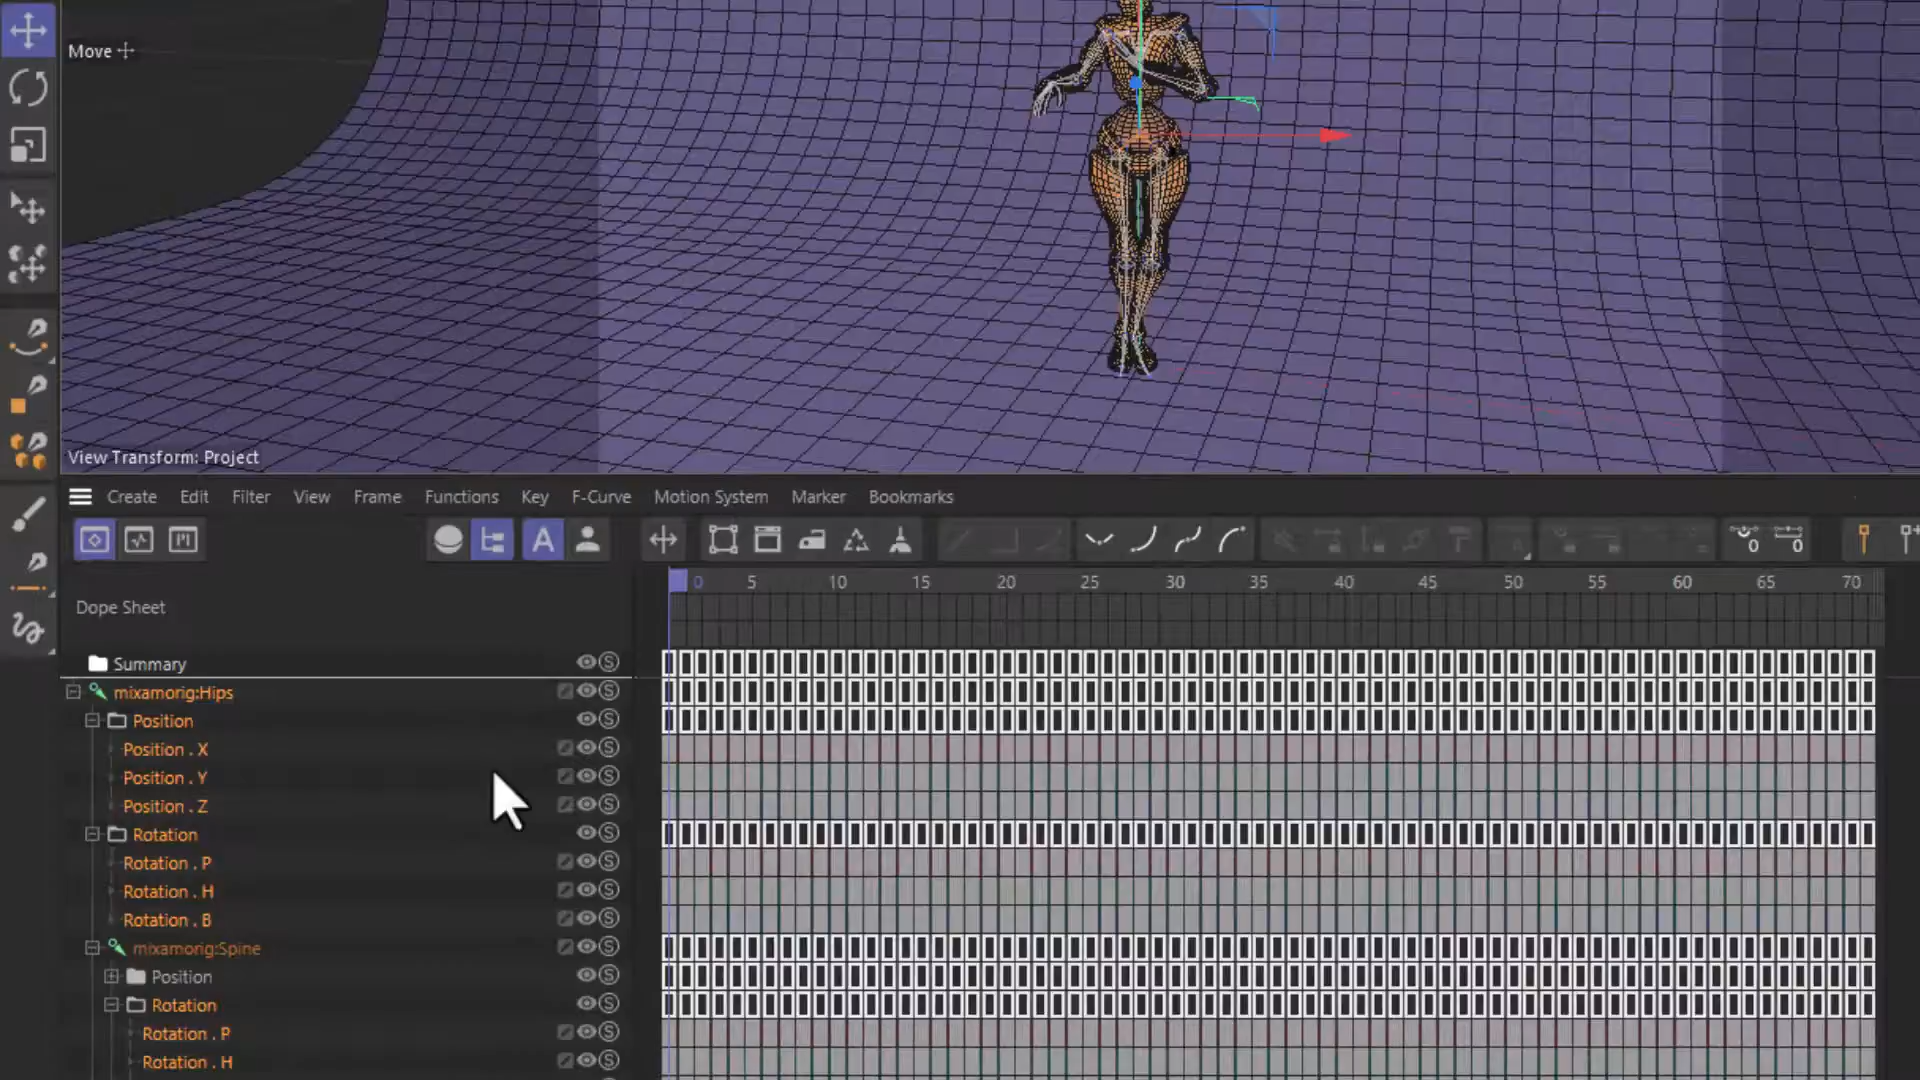 Move
View Transform: Project
Create Edit Filter View Frame Functions Key F-Curve Motion System Marker Bookmarks
A 0 0
0 5 10 15 20 25 30 35 40 45 50 55 60 65 70
Dope Sheet
Summary
mixamorig:Hips
Position
Position . X
Position . Y
Position . Z
Rotation
Rotation . P
Rotation . H
Rotation . B
mixamorig:Spine
Position
Rotation
Rotation . P
Rotation . H